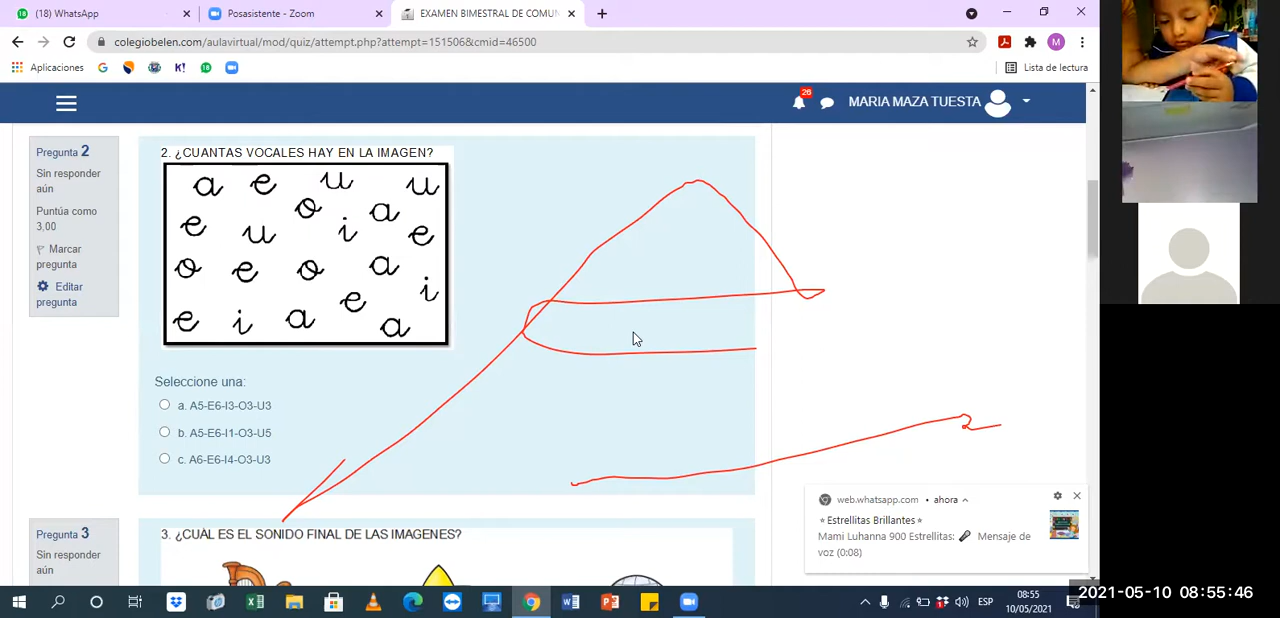 (13) WhatsApp
Posasistente - Zoom
EXAMEN BIMESTRAL DE COMUN
colegiobelen.com/aulavirtual/mod/quiz/attempt.php?attempt=151506&cmid=46500
M
Aplicaciones
K!
Lista de lectura
26
MARIA MAZA TUESTA
Pregunta 2
Sin responder
aún
Puntúa como
3,00
Marcar
pregunta
Editar
pregunta
2. ¿CUANTAS VOCALES HAY EN LA IMAGEN?
a e u u
o a
e u i e
o e o a
e i
e i a a
Seleccione una:
a. A5-E6-I3-O3-U3
b. A5-E6-I1-O3-U5
c. A6-E6-I4-O3-U3
web.whatsapp.com • ahora
⭐Estrellitas Brillantes⭐
Mami Luhanna 900 Estrellitas: 🎤 Mensaje de
voz (0:08)
Pregunta 3
Sin responder
aún
3. ¿CUAL ES EL SONIDO FINAL DE LAS IMAGENES?
ESP
08:55
10/05/2021
2021-05-10 08:55:46